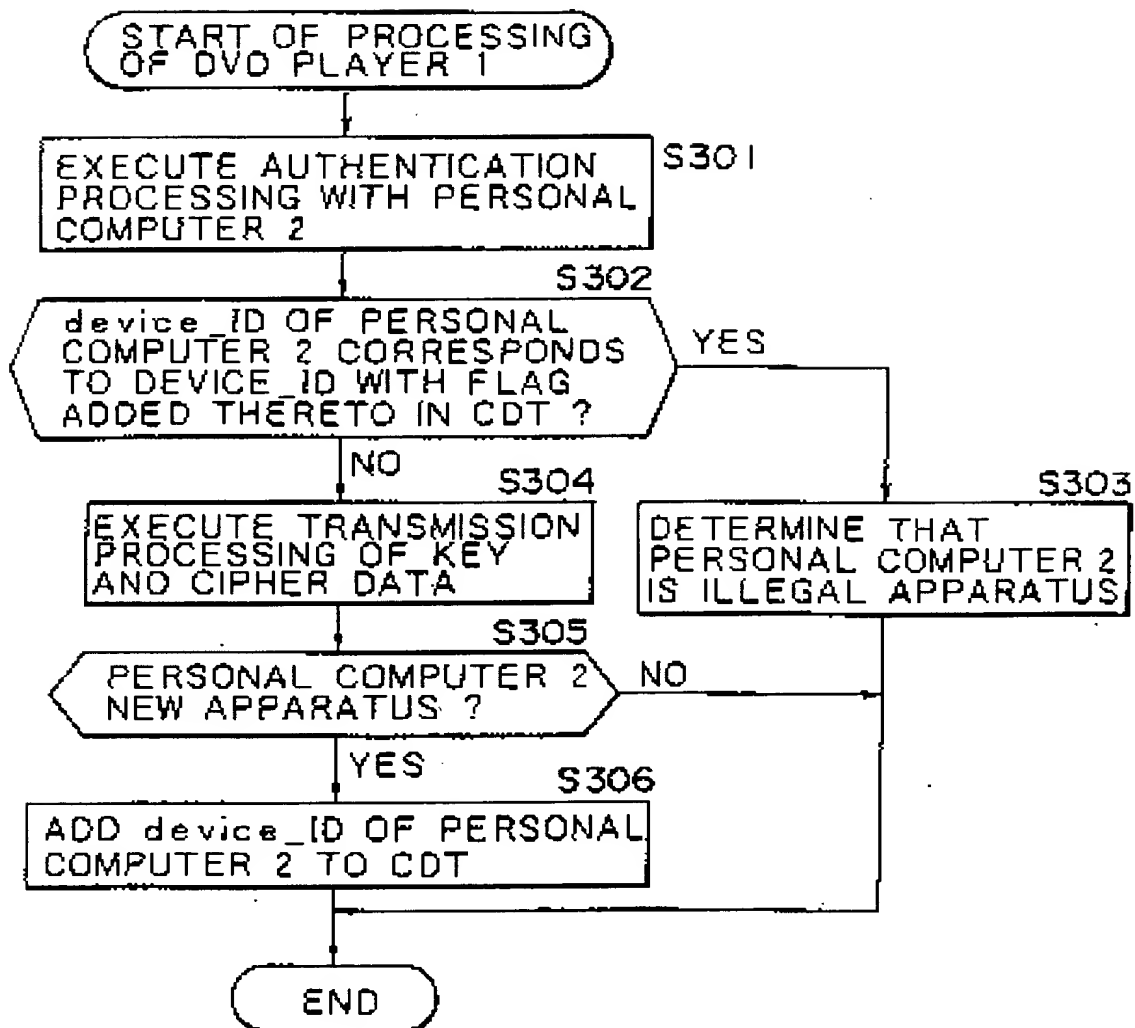 START OF PROCESSING
OF DVD PLAYER 1
EXECUTE AUTHENTICATION
PROCESSING WITH PERSONAL
COMPUTER 2
S301
S302
device_ID OF PERSONAL
COMPUTER 2 CORRESPONDS
TO DEVICE_ID WITH FLAG
ADDED THERETO IN CDT ?
YES
NO
S304
EXECUTE TRANSMISSION
PROCESSING OF KEY
AND CIPHER DATA
S303
DETERMINE THAT
PERSONAL COMPUTER 2
IS ILLEGAL APPARATUS
S305
PERSONAL COMPUTER 2
NEW APPARATUS ?
NO
YES
S306
ADD device_ID OF PERSONAL
COMPUTER 2 TO CDT
END